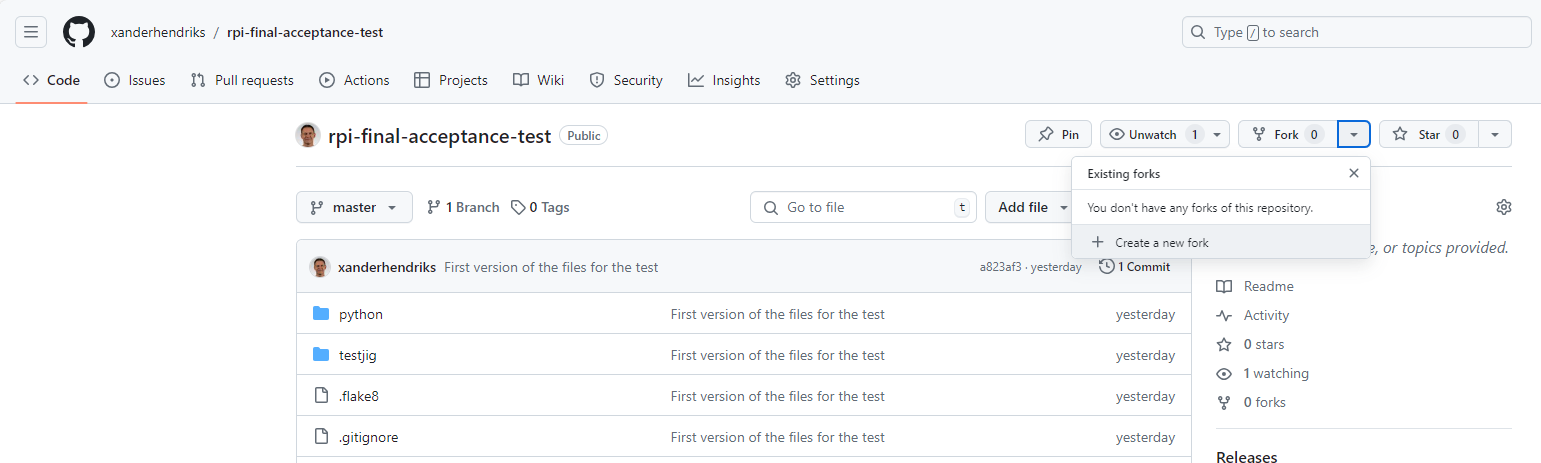 xanderhendriks / rpi-final-acceptance-test
Type / to search
Code Issues Pull requests Actions Projects Wiki Security Insights Settings
rpi-final-acceptance-test Public
Pin Unwatch 1 Fork 0 Star 0
Existing forks
You don't have any forks of this repository.
Create a new fork
master 1 Branch 0 Tags Go to file t Add file
e, or topics provided.
xanderhendriks First version of the files for the test a823af3 · yesterday 1 Commit
python First version of the files for the test yesterday
testjig First version of the files for the test yesterday
.flake8 First version of the files for the test yesterday
.gitignore First version of the files for the test yesterday
Readme
Activity
0 stars
1 watching
0 forks
Releases